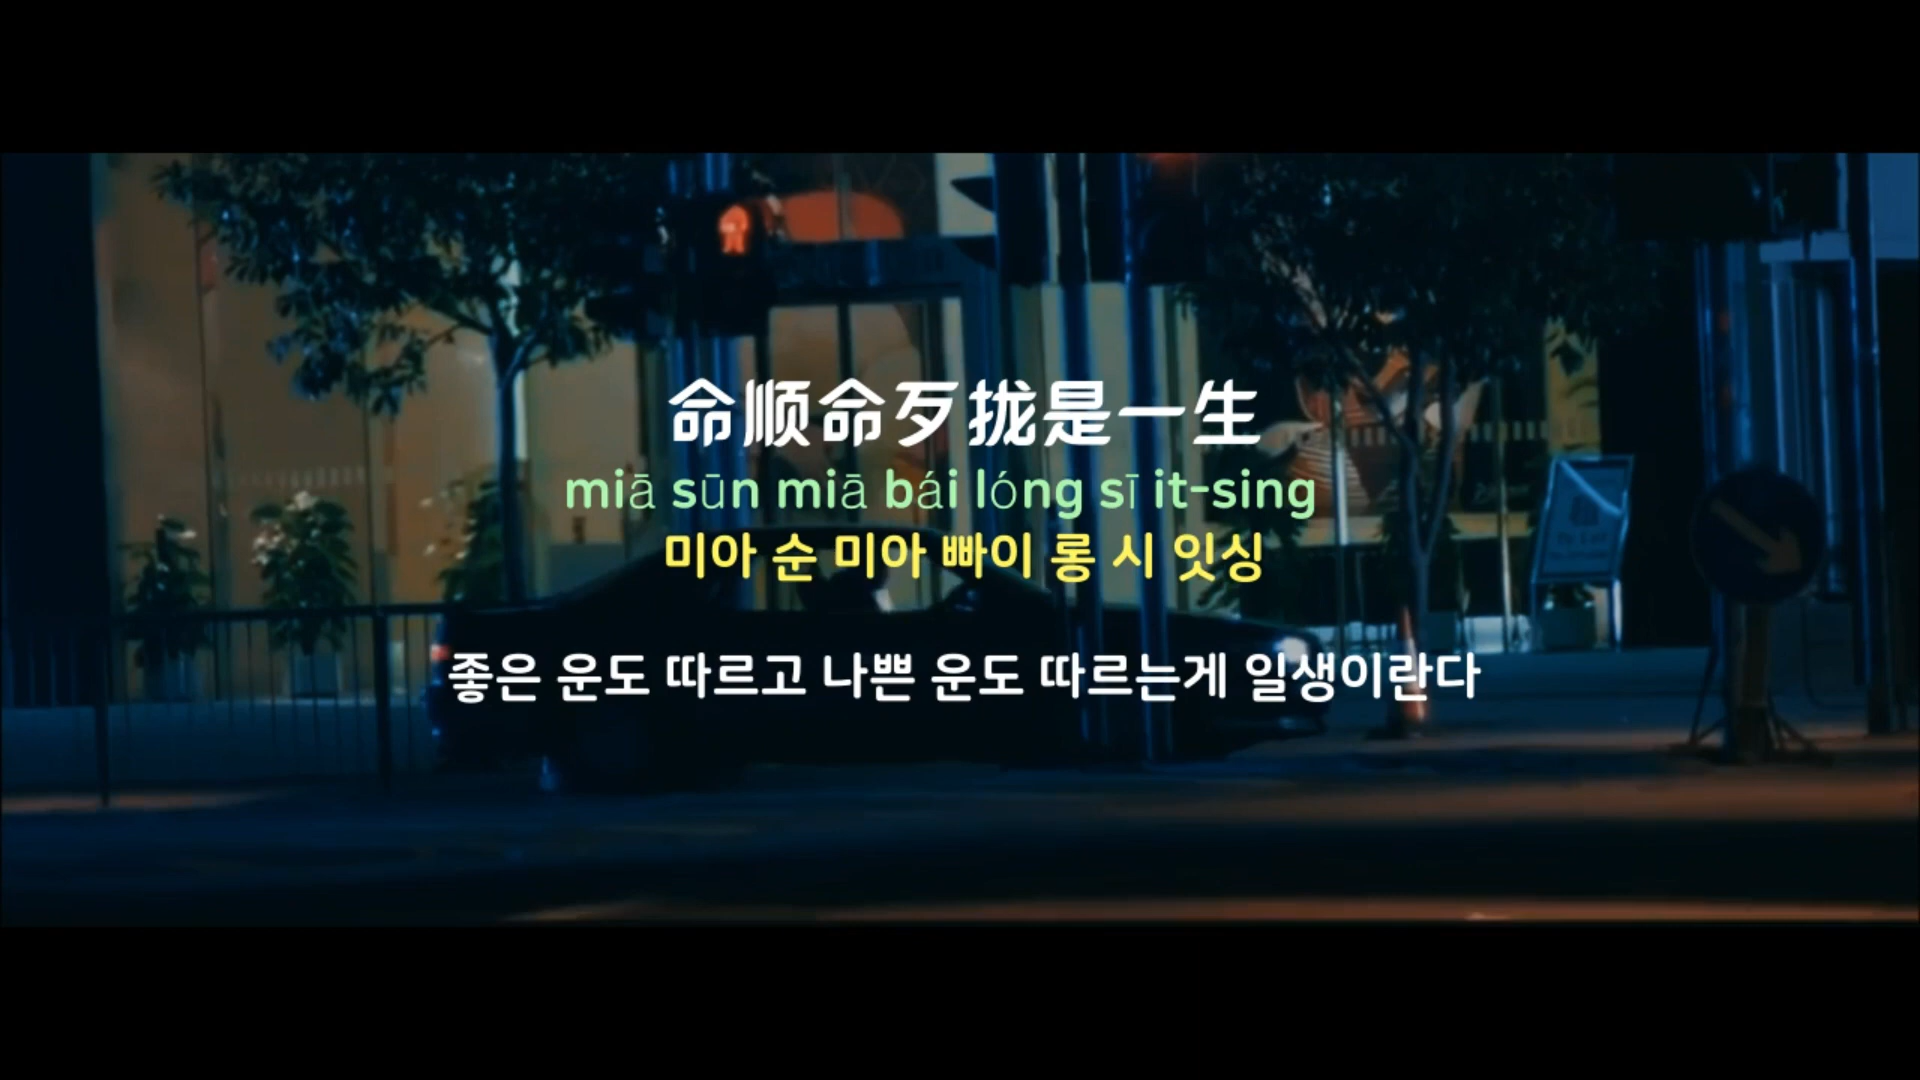 命顺命歹拢是一生
miā sūn miā bái lóng sī it-sing
미아 순 미아 빠이 롱 시 잇싱
좋은 운도 따르고 나쁜 운도 따르는게 일생이란다